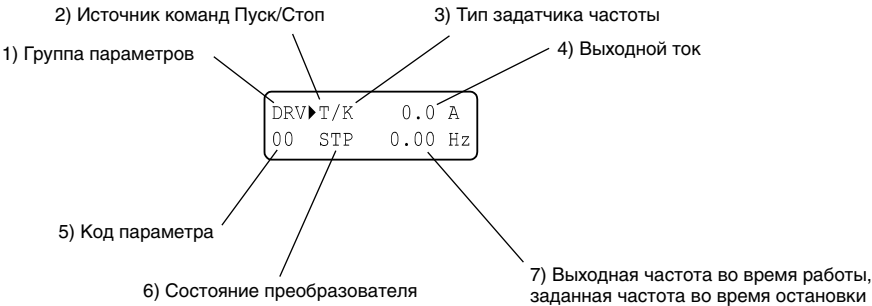 2) Источник команд Пуск/Стоп
3) Тип задатчика частоты
1) Группа параметров
4) Выходной ток
DRV▶T/K 0.0 A
00 STP 0.00 Hz
5) Код параметра
6) Состояние преобразователя
7) Выходная частота во время работы,
заданная частота во время остановки